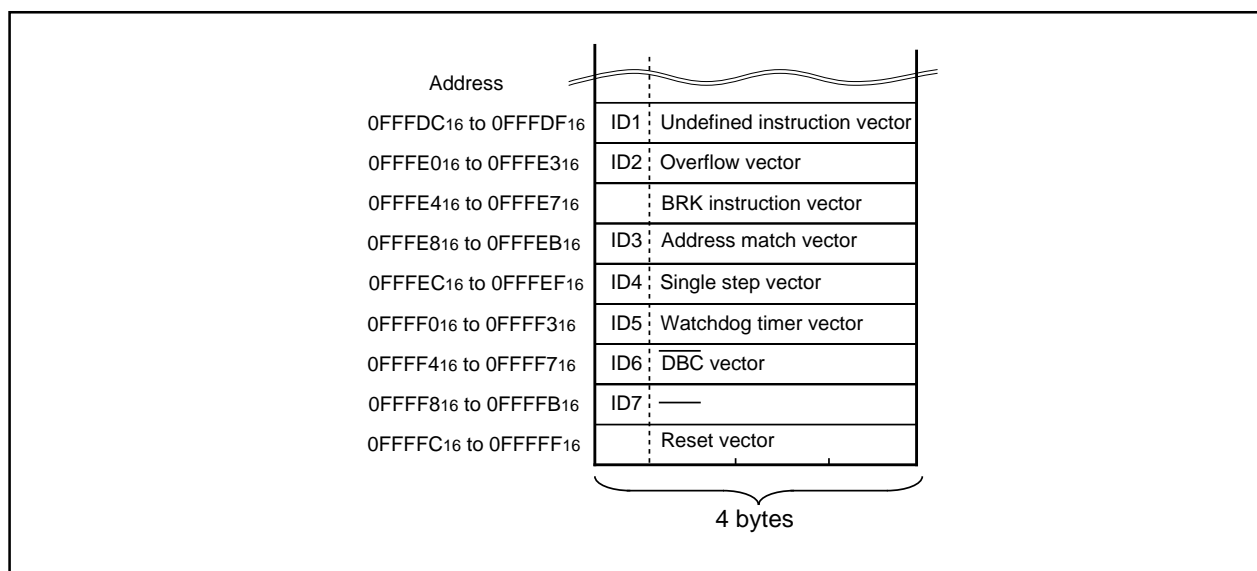 Address
0FFFDC16 to 0FFFDF16 ID1 Undefined instruction vector
0FFFE016 to 0FFFE316 ID2 Overflow vector
0FFFE416 to 0FFFE716 BRK instruction vector
0FFFE816 to 0FFFEB16 ID3 Address match vector
0FFFEC16 to 0FFFEF16 ID4 Single step vector
0FFFF016 to 0FFFF316 ID5 Watchdog timer vector
0FFFF416 to 0FFFF716 ID6 DBC vector
0FFFF816 to 0FFFFB16 ID7 —
0FFFFC16 to 0FFFFF16 Reset vector
4 bytes